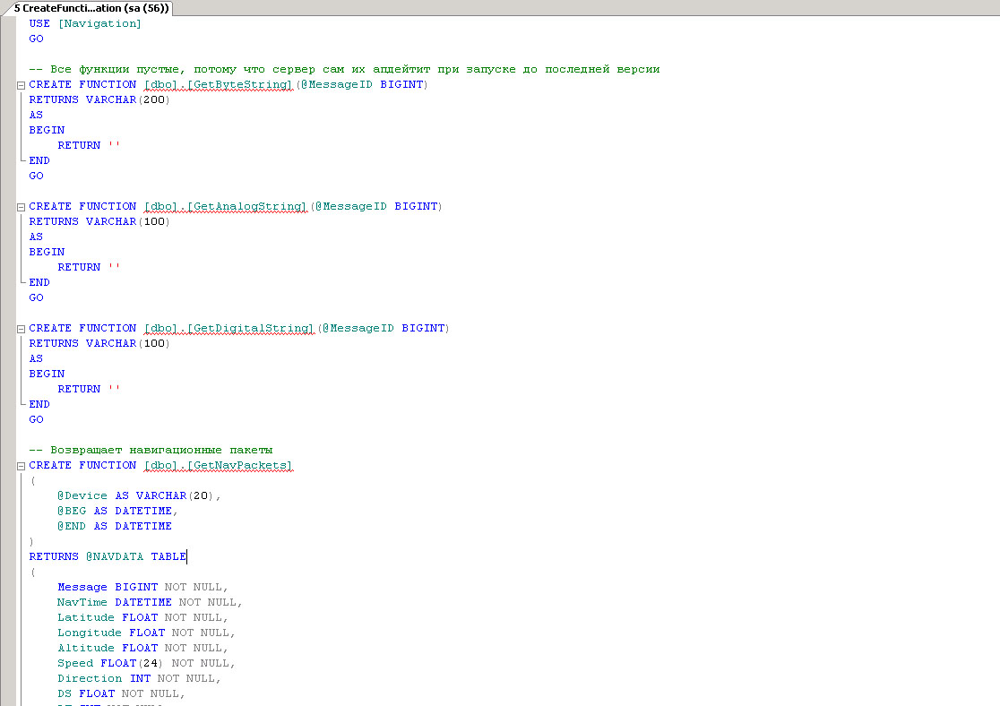 5 CreateFuncti...ation (sa (56))
USE [Navigation]
GO
-- Все функции пустые, потому что сервер сам их апдейтит при запуске до последней версии
CREATE FUNCTION [dbo].[GetByteString](@MessageID BIGINT)
RETURNS VARCHAR(200)
AS
BEGIN
RETURN ''
END
GO
CREATE FUNCTION [dbo].[GetAnalogString](@MessageID BIGINT)
RETURNS VARCHAR(100)
AS
BEGIN
RETURN ''
END
GO
CREATE FUNCTION [dbo].[GetDigitalString](@MessageID BIGINT)
RETURNS VARCHAR(100)
AS
BEGIN
RETURN ''
END
GO
-- Возвращает навигационные пакеты
CREATE FUNCTION [dbo].[GetNavPackets]
(
@Device AS VARCHAR(20),
@BEG AS DATETIME,
@END AS DATETIME
)
RETURNS @NAVDATA TABLE
(
Message BIGINT NOT NULL,
NavTime DATETIME NOT NULL,
Latitude FLOAT NOT NULL,
Longitude FLOAT NOT NULL,
Altitude FLOAT NOT NULL,
Speed FLOAT(24) NOT NULL,
Direction INT NOT NULL,
DS FLOAT NOT NULL,